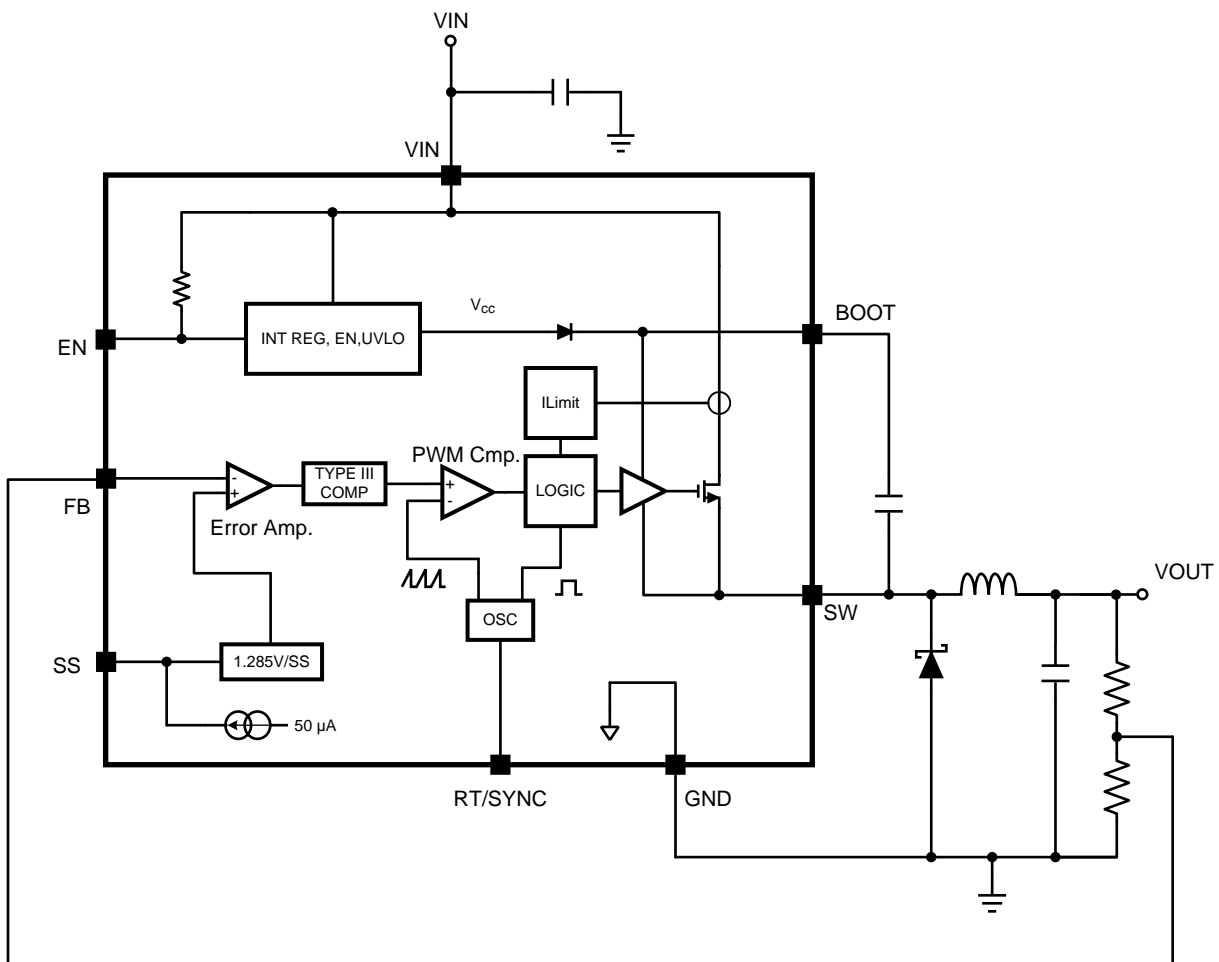 VIN
VIN
V_cc
BOOT
EN
INT REG, EN,UVLO
ILimit
PWM Cmp.
TYPE III
COMP
LOGIC
-
+
+
-
FB
Error Amp.
VOUT
OSC
SW
SS
1.285V/SS
50 µA
RT/SYNC
GND